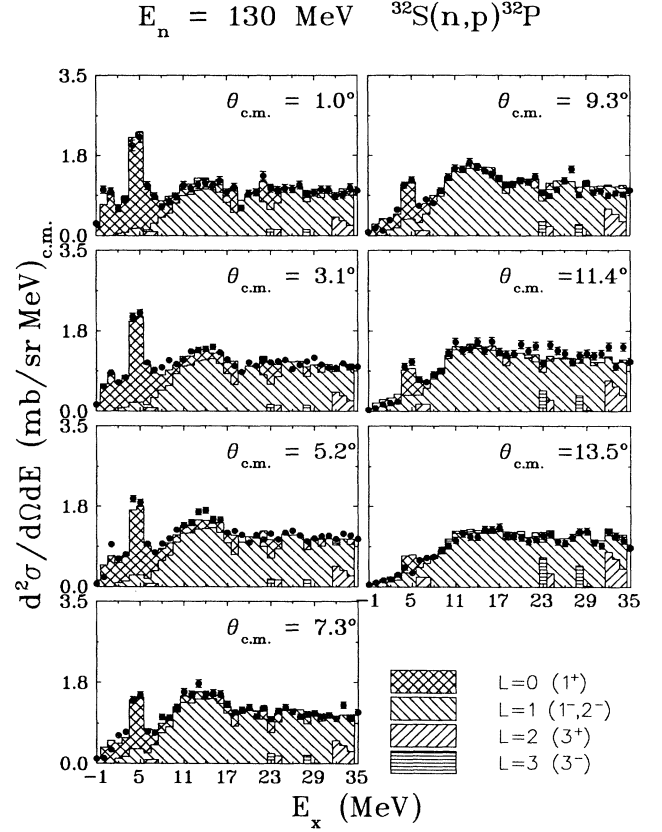 E_n = 130 MeV ³²S(n,p)³²P
d²σ/dΩdE (mb/sr MeV)_c.m.
3.5
1.8
0.0
θ_c.m. = 1.0°
θ_c.m. = 9.3°
3.5
1.8
0.0
θ_c.m. = 3.1°
θ_c.m. =11.4°
3.5
1.8
0.0
θ_c.m. = 5.2°
θ_c.m. =13.5°
−1 5 11 17 23 29 35
3.5
1.8
0.0
θ_c.m. = 7.3°
−1 5 11 17 23 29 35
E_x (MeV)
L=0 (1⁺)
L=1 (1⁻,2⁻)
L=2 (3⁺)
L=3 (3⁻)